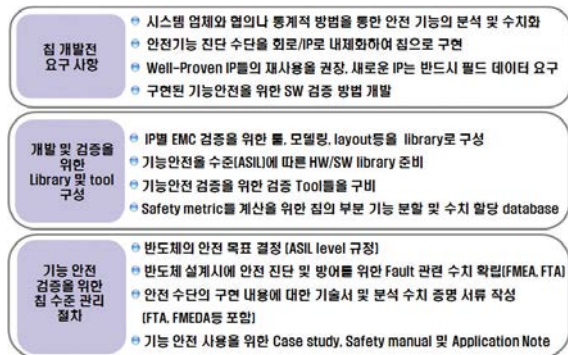 칩 개발전
요구 사항
시스템 업체와 협의나 통계적 방법을 통한 안전 기능의 분석 및 수치화
안전기능 진단 수단을 회로/IP로 내제화하여 칩으로 구현
Well-Proven IP들의 재사용을 권장, 새로운 IP는 반드시 필드 데이터 요구
구현된 기능안전을 위한 SW 검증 방법 개발
개발 및 검증을
위한
Library 및 tool
구성
IP별 EMC 검증을 위한 툴, 모델링, layout등을 library로 구성
기능안전을 수준(ASIL)에 따른 HW/SW library 준비
기능안전 검증을 위한 검증 Tool들을 구비
Safety metric들 계산을 위한 칩의 부분 기능 분할 및 수치 할당 database
기능 안전
검증을 위한
칩 수준 관리
절차
반도체의 안전 목표 결정 (ASIL level 규정)
반도체 설계시에 안전 진단 및 방어를 위한 Fault 관련 수치 확립(FMEA, FTA)
안전 수단의 구현 내용에 대한 기술서 및 분석 수치 증명 서류 작성
(FTA, FMEDA등 포함)
기능 안전 사용을 위한 Case study, Safety manual 및 Application Note